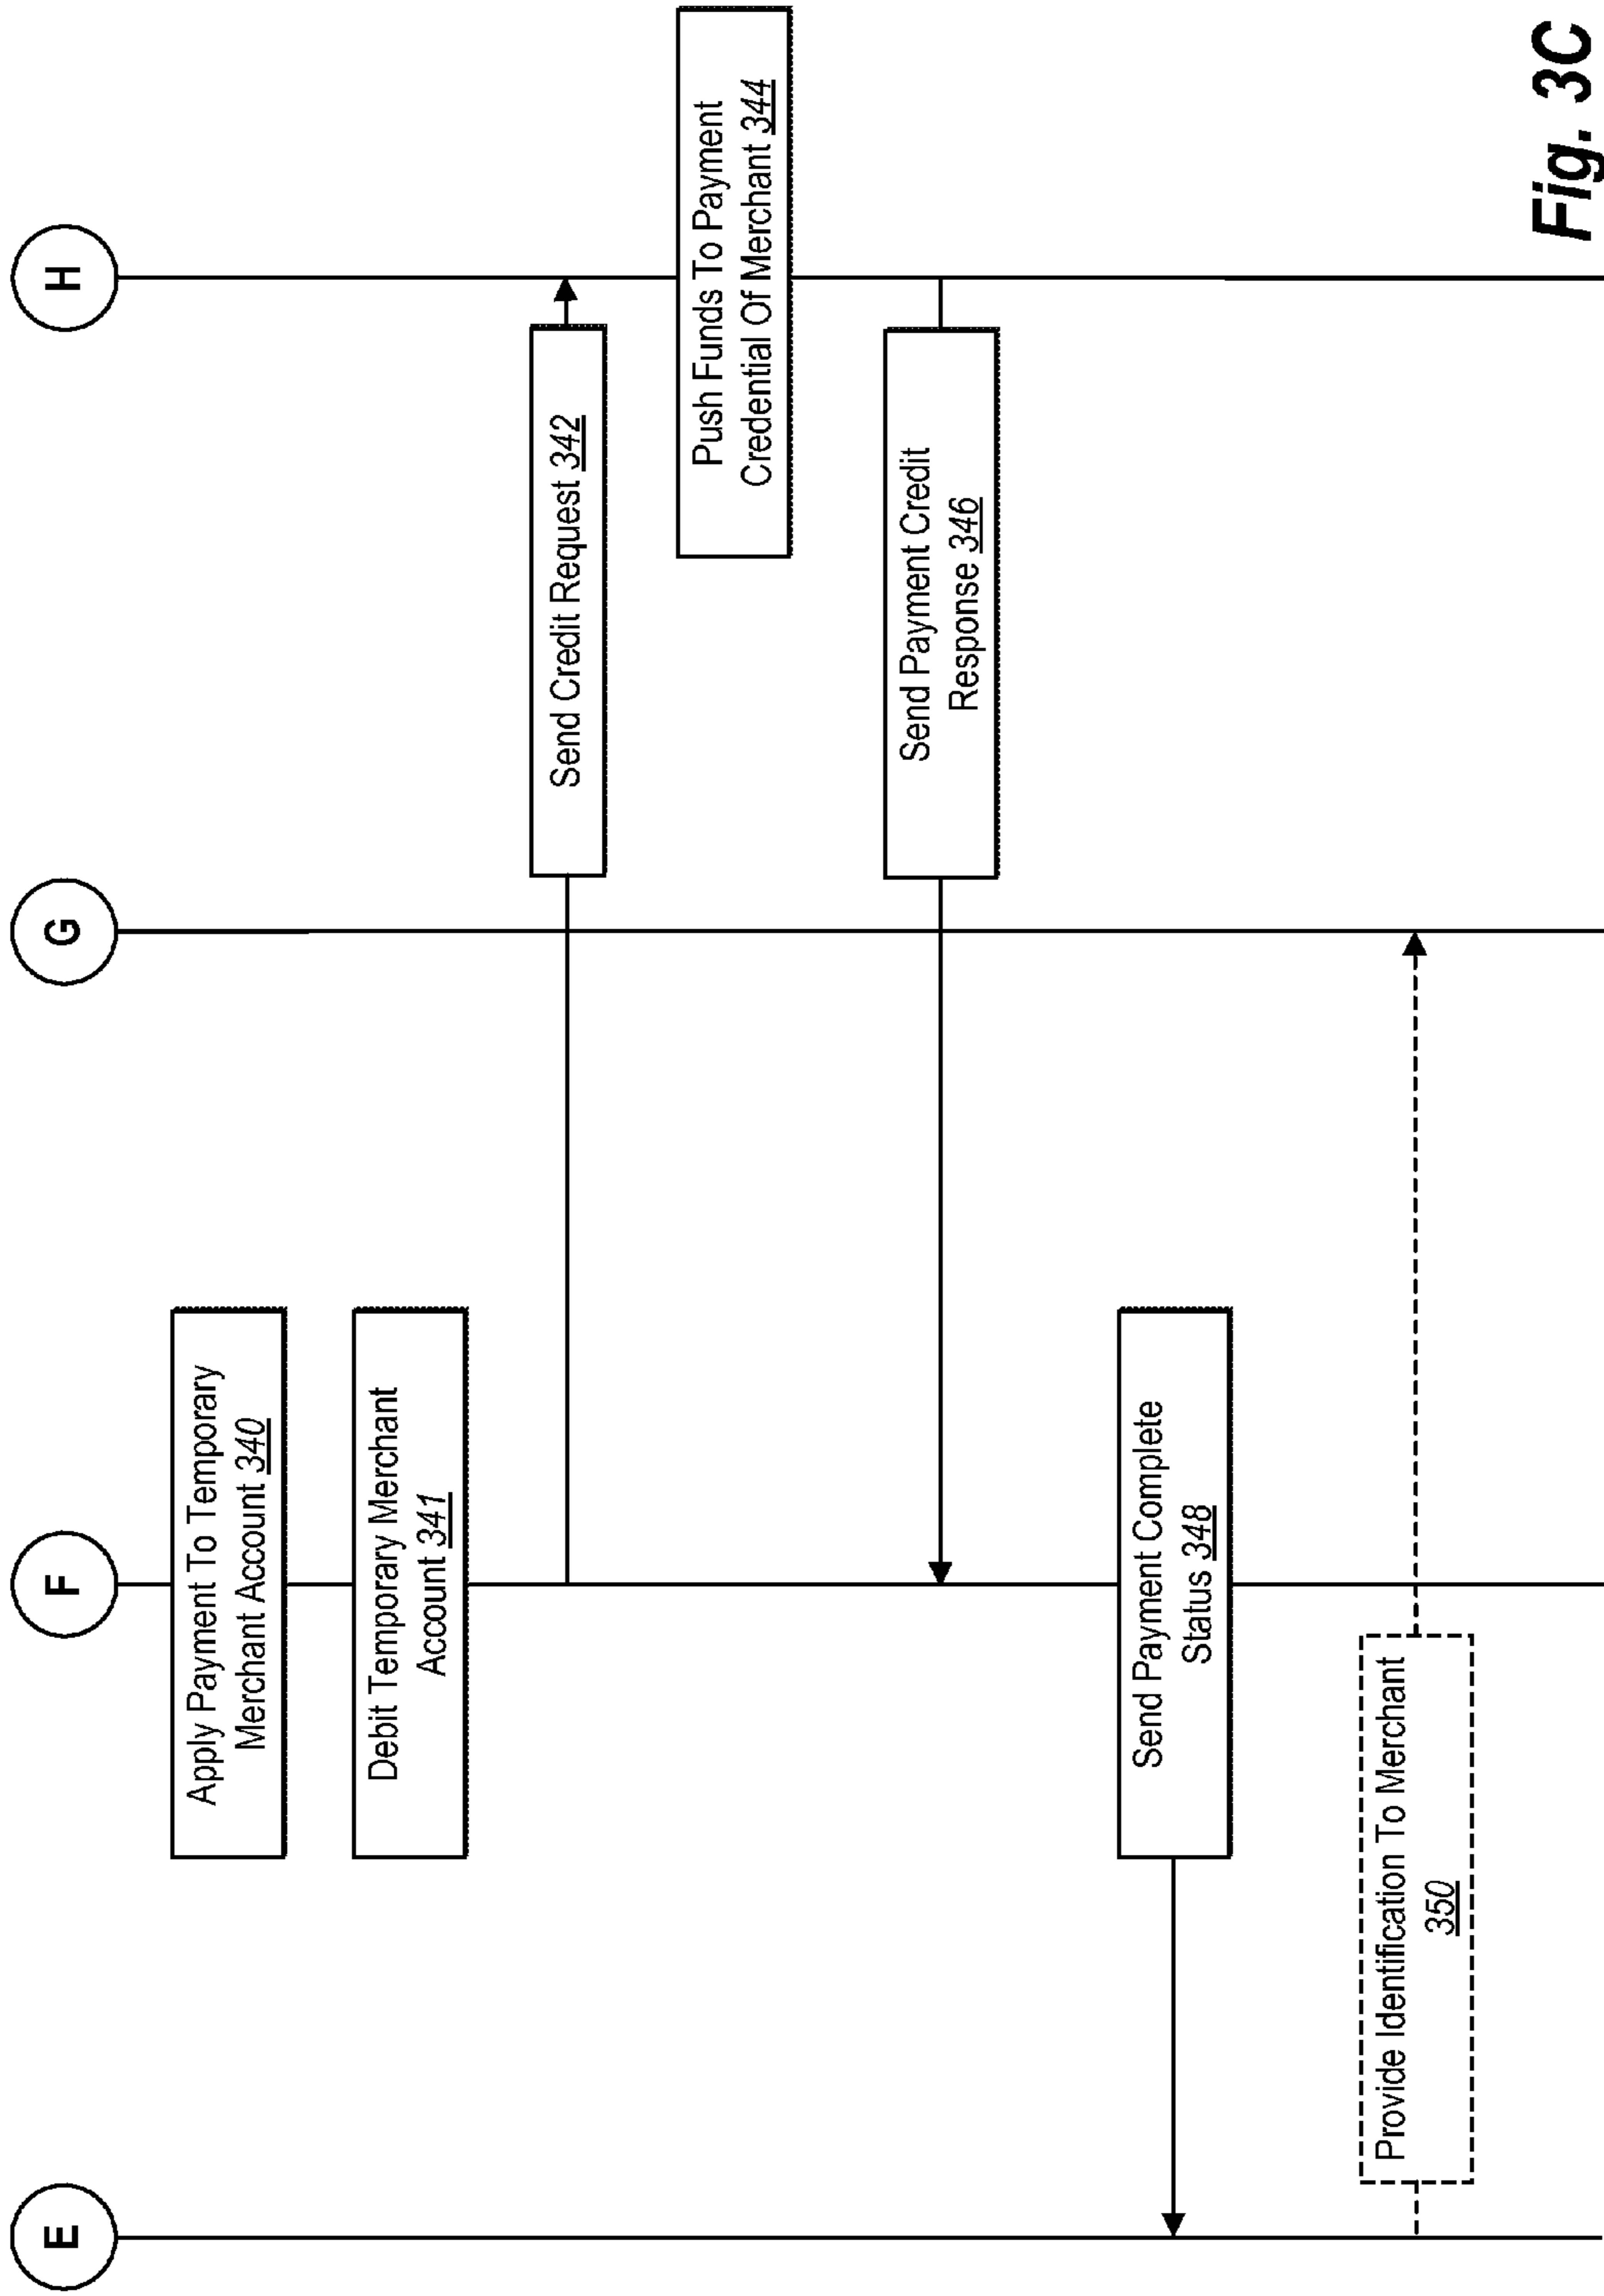 E
F
G
H
Apply Payment To Temporary
Merchant Account 340
Debit Temporary Merchant
Account 341
Send Credit Request 342
Push Funds To Payment
Credential Of Merchant 344
Send Payment Credit
Response 346
Send Payment Complete
Status 348
Provide Identification To Merchant
350
Fig. 3C